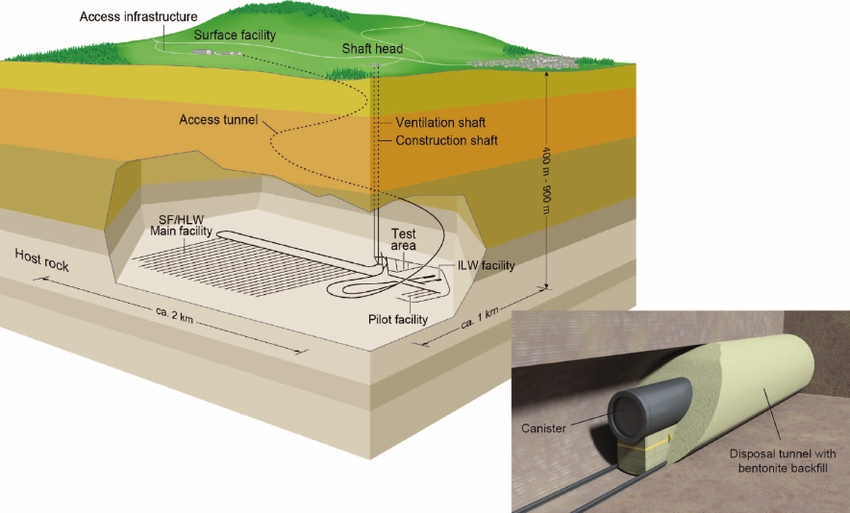 Access infrastructure
Surface facility
Shaft head
Access tunnel
Ventilation shaft
Construction shaft
400 m - 900 m
SF/HLW
Main facility
Test
area
ILW facility
Host rock
Pilot facility
ca. 2 km
ca. 1 km
Canister
Disposal tunnel with
bentonite backfill